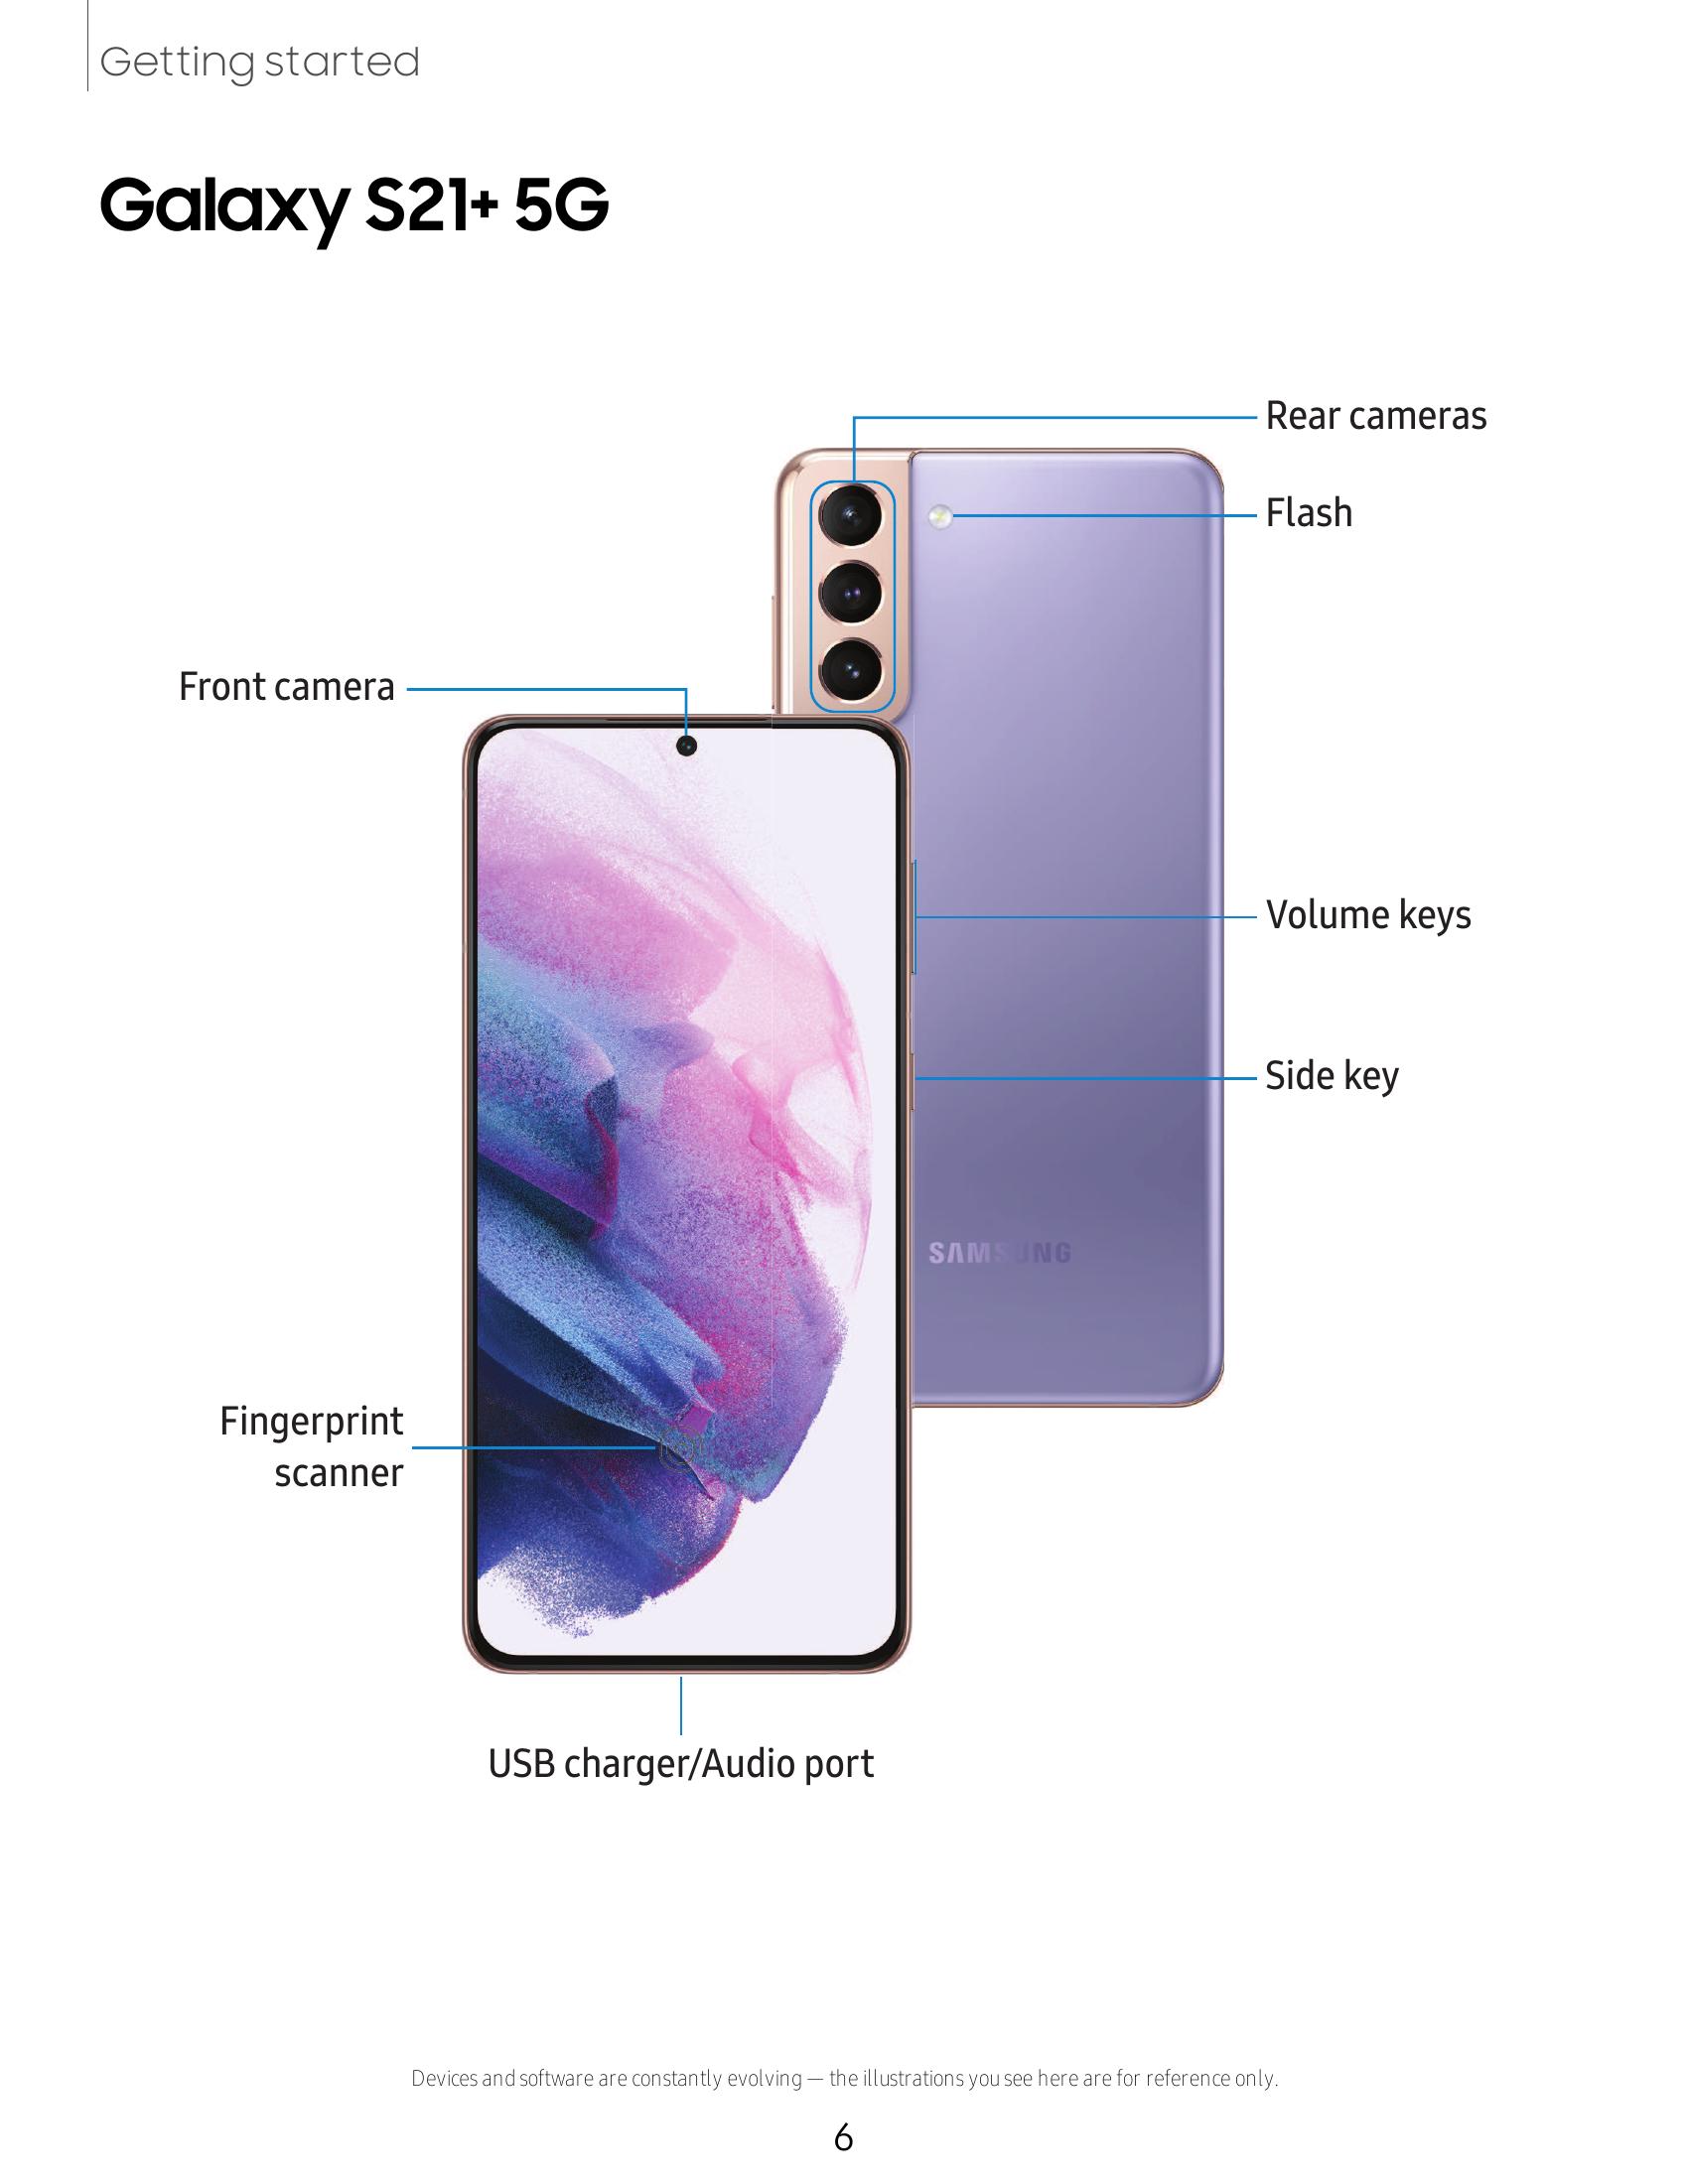 Getting started
Galaxy S21+ 5G
Rear cameras
Flash
Front camera
Volume keys
Side key
SAMSUNG
Fingerprint
scanner
USB charger/Audio port
Devices and software are constantly evolving — the illustrations you see here are for reference only.
6